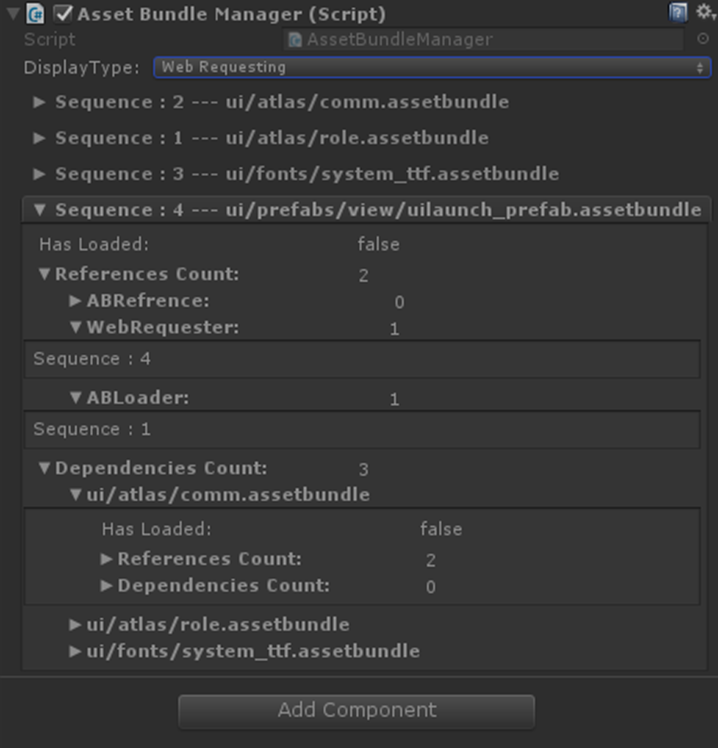 Asset Bundle Manager (Script)
Script AssetBundleManager
DisplayType: Web Requesting
Sequence : 2 --- ui/atlas/comm.assetbundle
Sequence : 1 --- ui/atlas/role.assetbundle
Sequence : 3 --- ui/fonts/system_ttf.assetbundle
Sequence : 4 --- ui/prefabs/view/uilaunch_prefab.assetbundle
Has Loaded: false
References Count: 2
ABRefrence: 0
WebRequester: 1
Sequence : 4
ABLoader: 1
Sequence : 1
Dependencies Count: 3
ui/atlas/comm.assetbundle
Has Loaded: false
References Count: 2
Dependencies Count: 0
ui/atlas/role.assetbundle
ui/fonts/system_ttf.assetbundle
Add Component